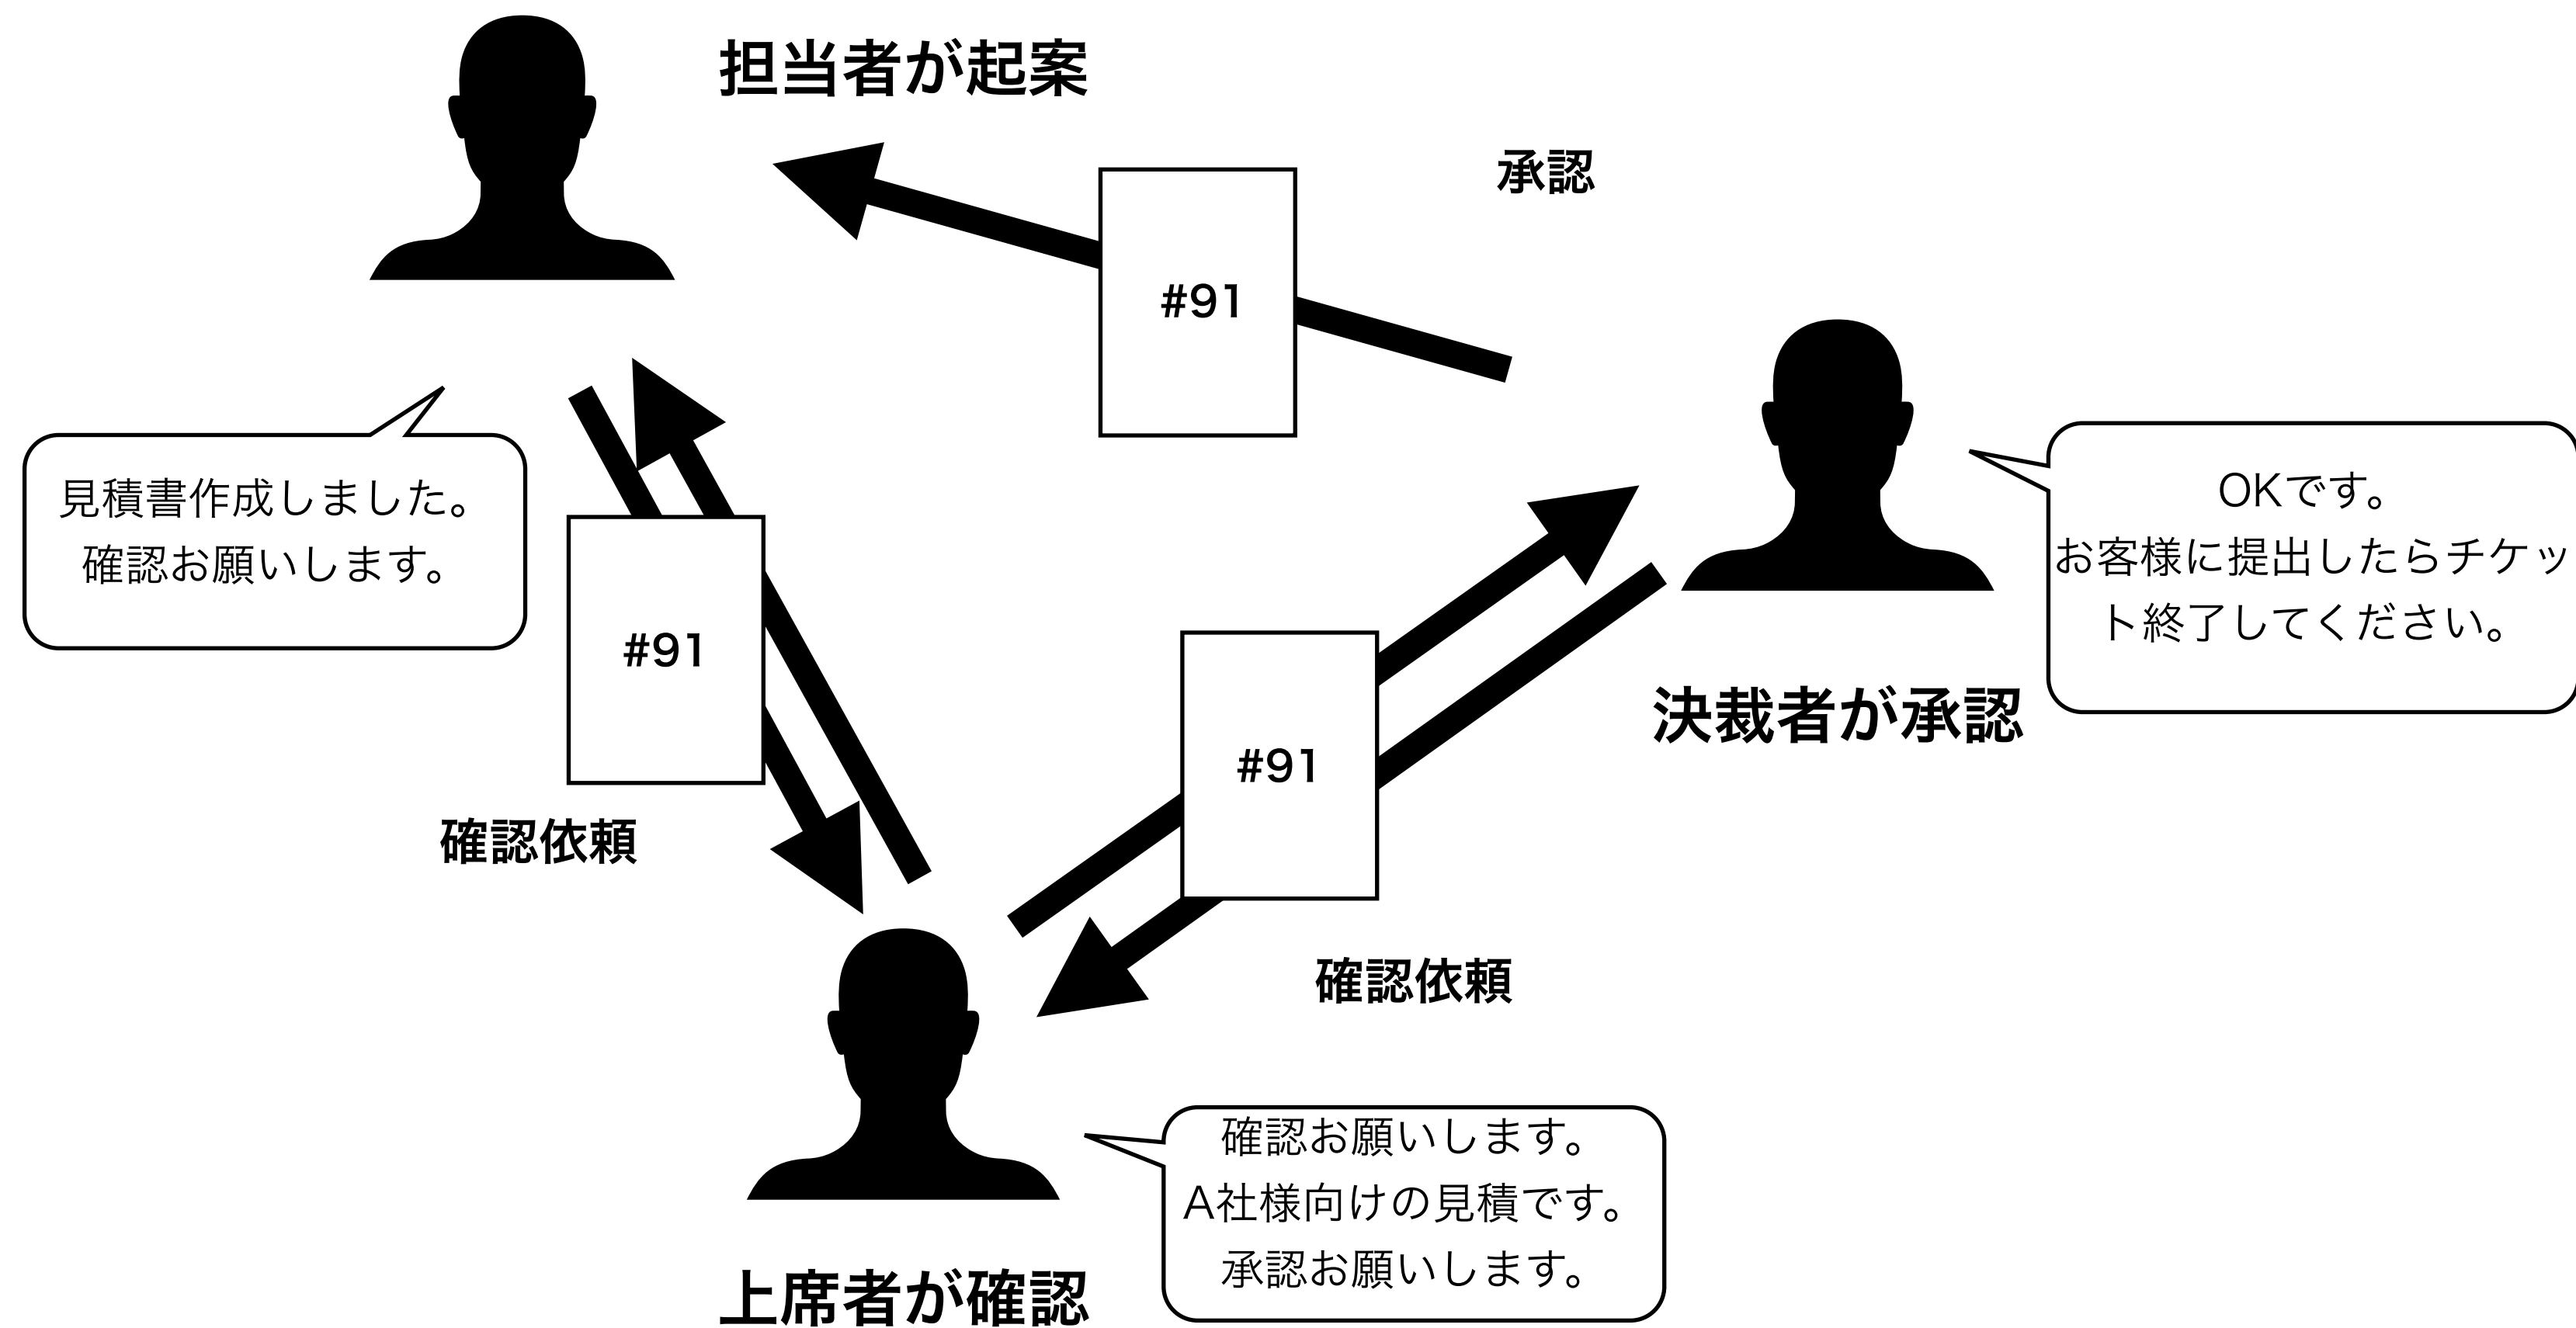 担当者が起案
承認
#91
見積書作成しました。
確認お願いします。
OKです。
お客様に提出したらチケッ
ト終了してください。
#91
#91
決裁者が承認
確認依頼
確認依頼
確認お願いします。
A社様向けの見積です。
承認お願いします。
上席者が確認